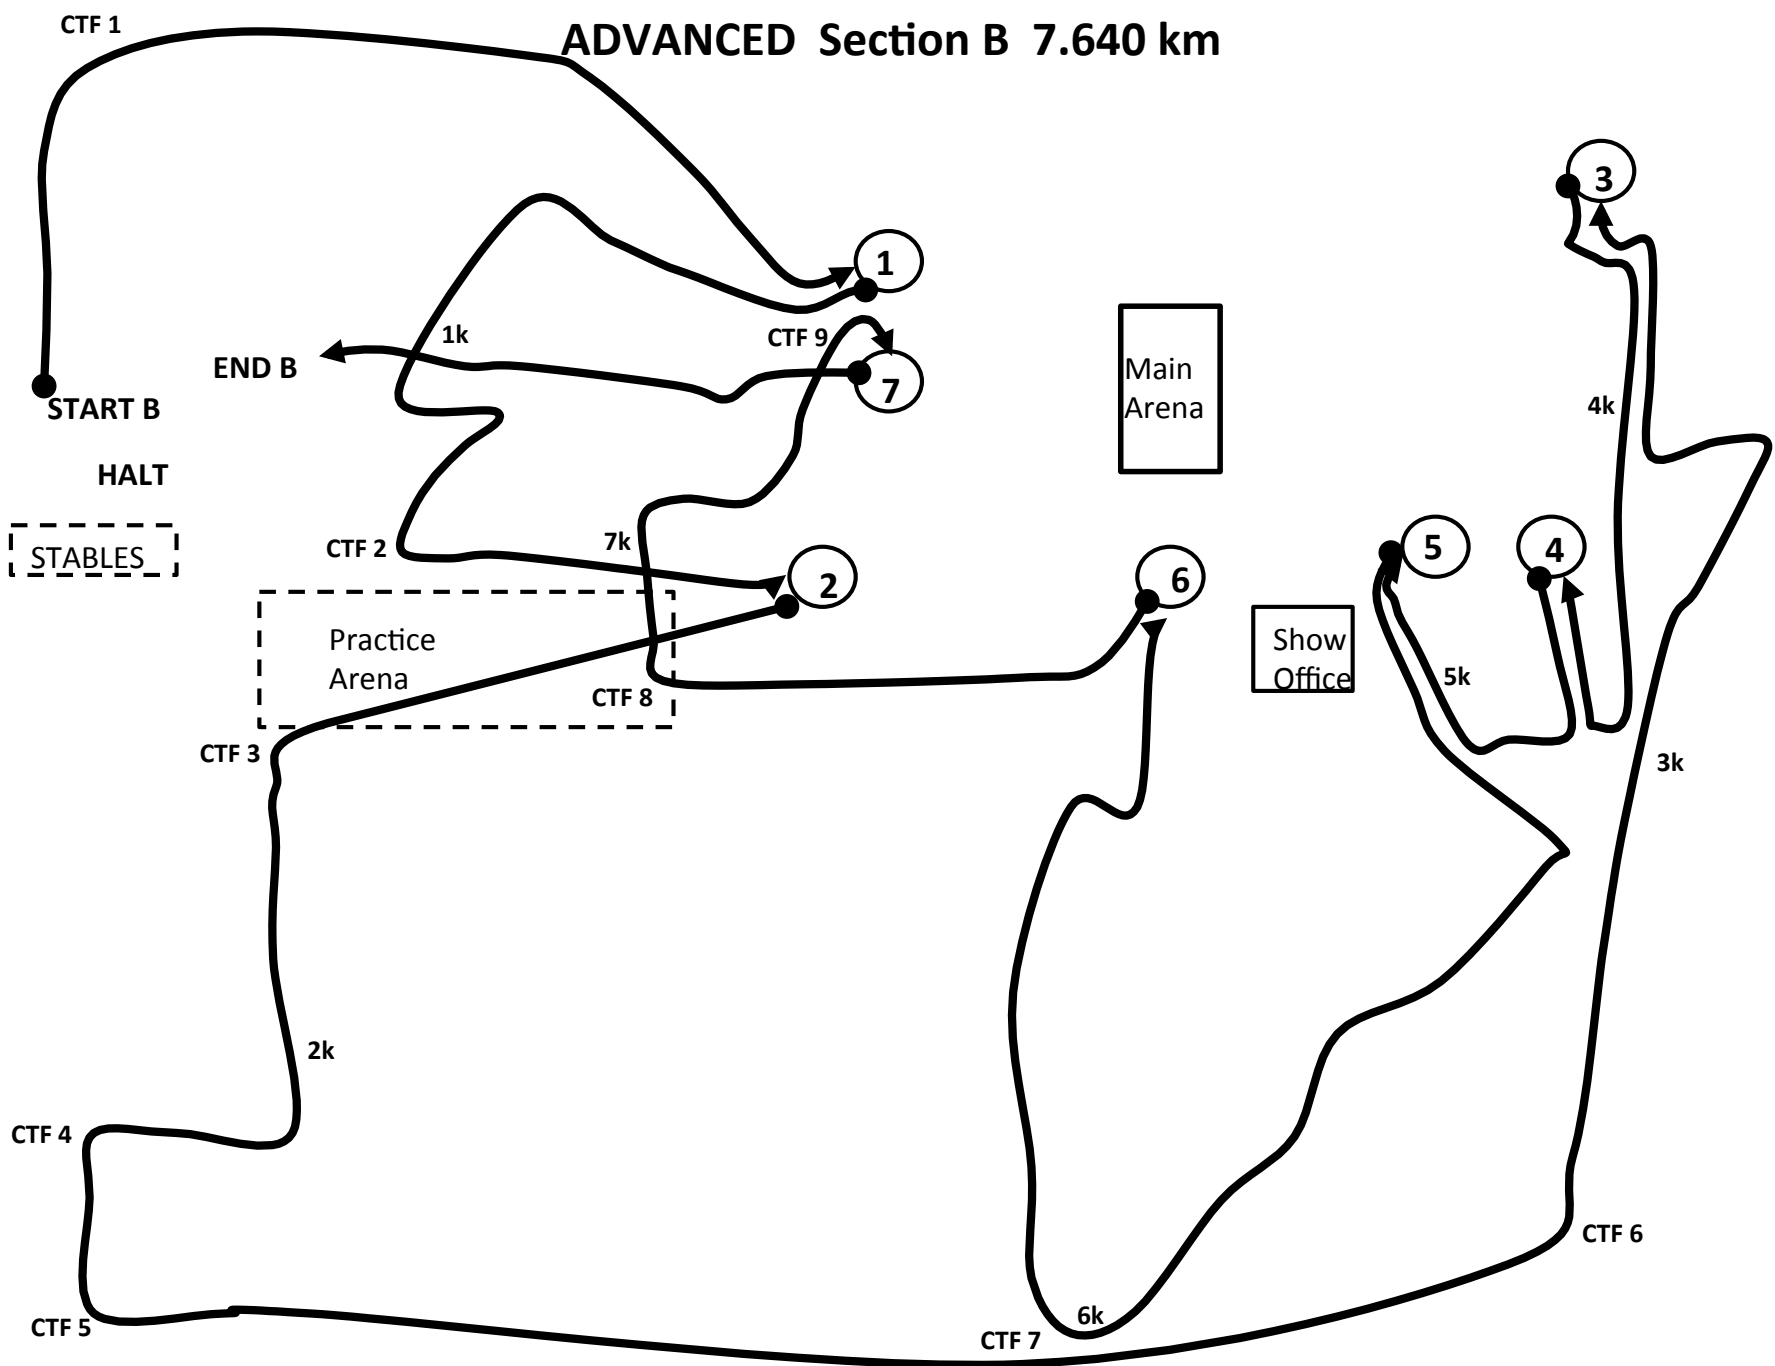 CTF 1
ADVANCED Section B 7.640 km
3
1
1k
CTF 9
END B
Main
Arena
7
START B
4k
HALT
STABLES
CTF 2
7k
2
6
5
4
Practice
Arena
Show
Office
5k
CTF 8
CTF 3
3k
2k
CTF 4
CTF 6
6k
CTF 5
CTF 7